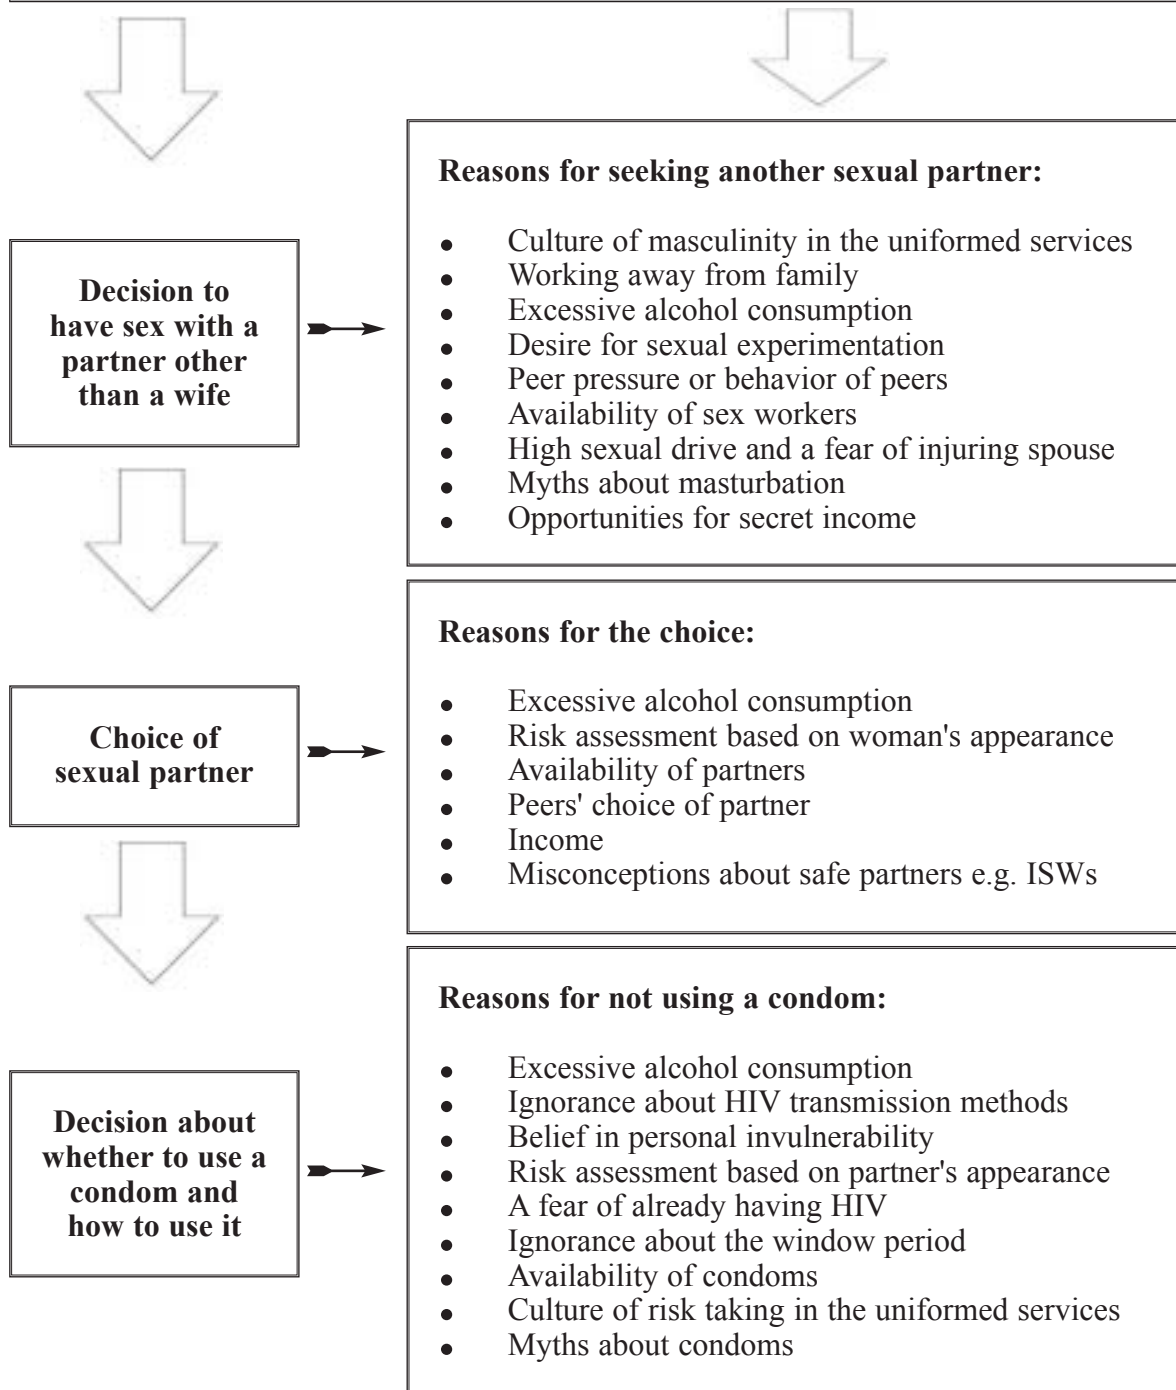 Reasons for seeking another sexual partner:
● Culture of masculinity in the uniformed services
● Working away from family
● Excessive alcohol consumption
● Desire for sexual experimentation
● Peer pressure or behavior of peers
● Availability of sex workers
● High sexual drive and a fear of injuring spouse
● Myths about masturbation
● Opportunities for secret income
Decision to
have sex with a
partner other
than a wife
Reasons for the choice:
● Excessive alcohol consumption
● Risk assessment based on woman's appearance
● Availability of partners
● Peers' choice of partner
● Income
● Misconceptions about safe partners e.g. ISWs
Choice of
sexual partner
Reasons for not using a condom:
● Excessive alcohol consumption
● Ignorance about HIV transmission methods
● Belief in personal invulnerability
● Risk assessment based on partner's appearance
● A fear of already having HIV
● Ignorance about the window period
● Availability of condoms
● Culture of risk taking in the uniformed services
● Myths about condoms
Decision about
whether to use a
condom and
how to use it